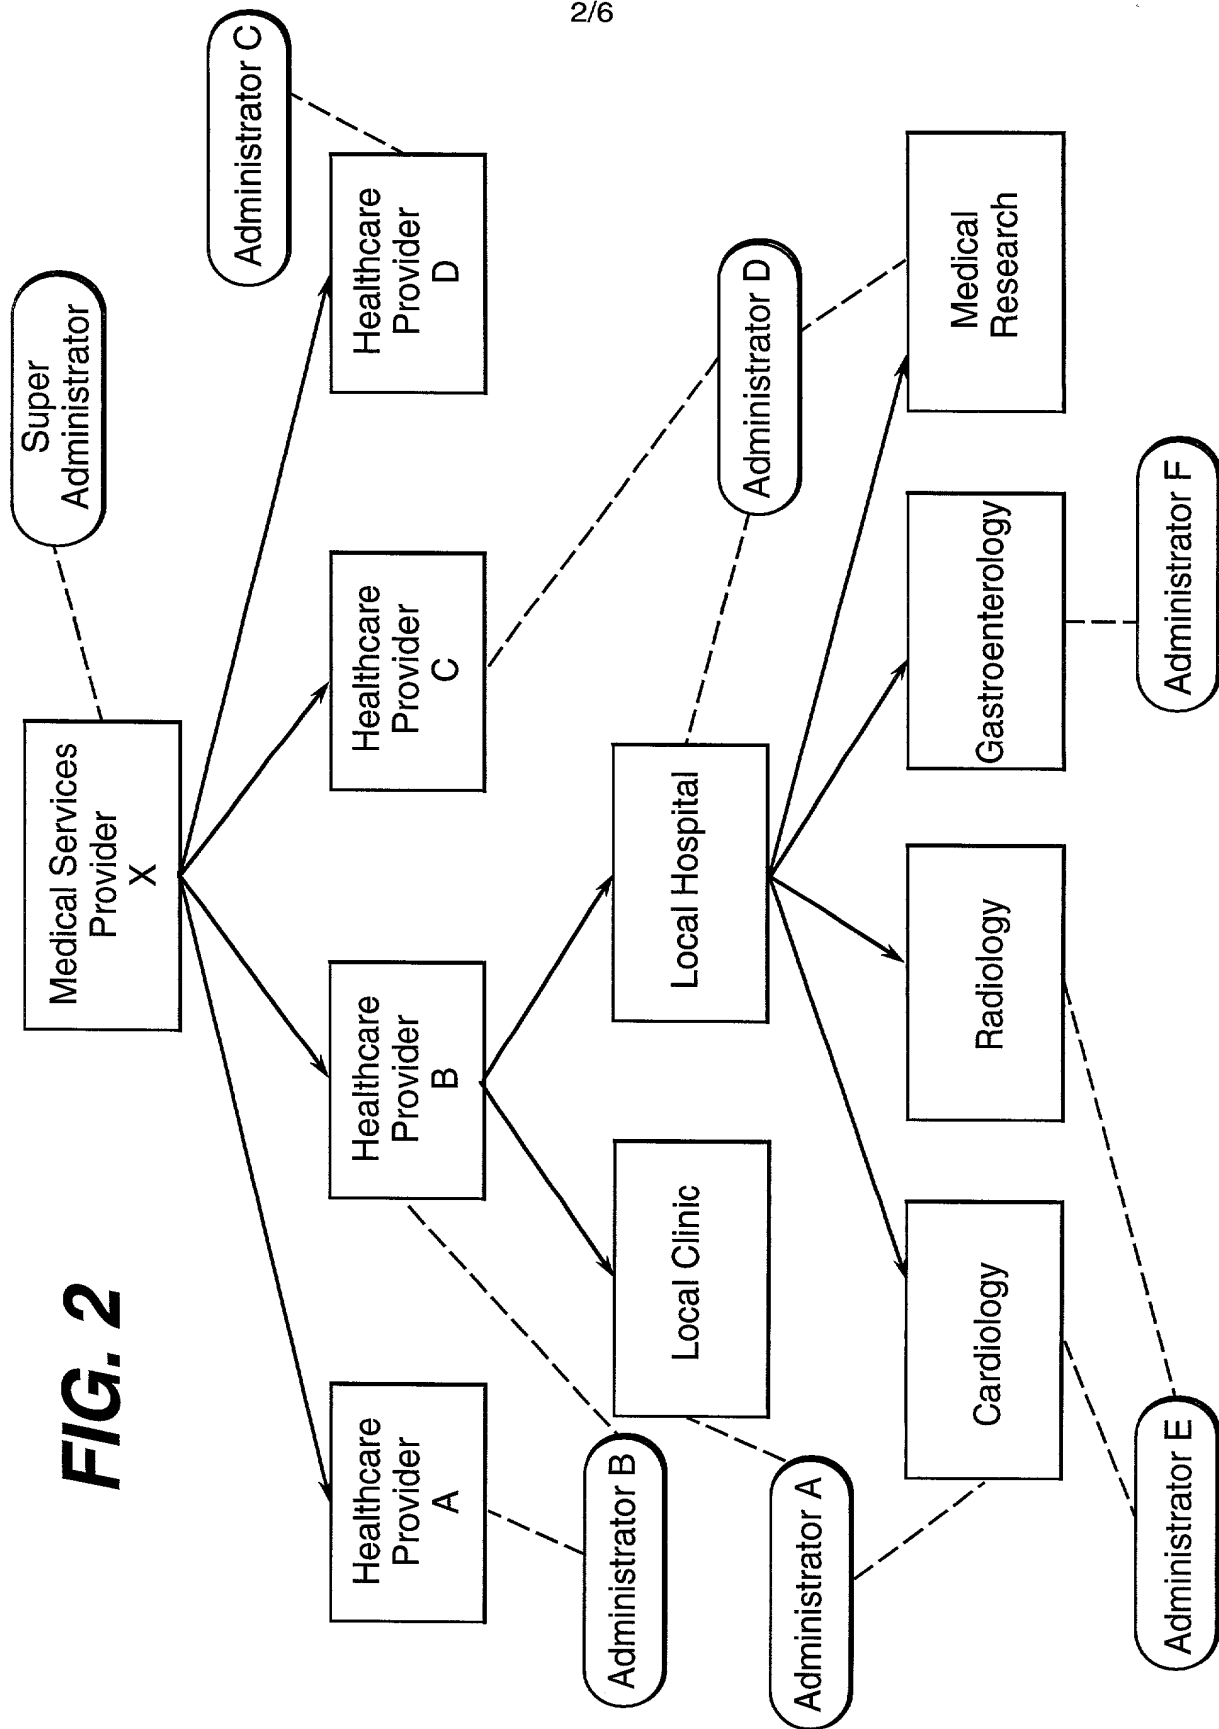 2/6
FIG. 2
Medical Services
Provider
X
Super
Administrator
Healthcare
Provider
A
Healthcare
Provider
B
Healthcare
Provider
C
Healthcare
Provider
D
Administrator C
Administrator B
Local Clinic
Local Hospital
Administrator D
Administrator A
Cardiology
Radiology
Gastroenterology
Medical
Research
Administrator E
Administrator F